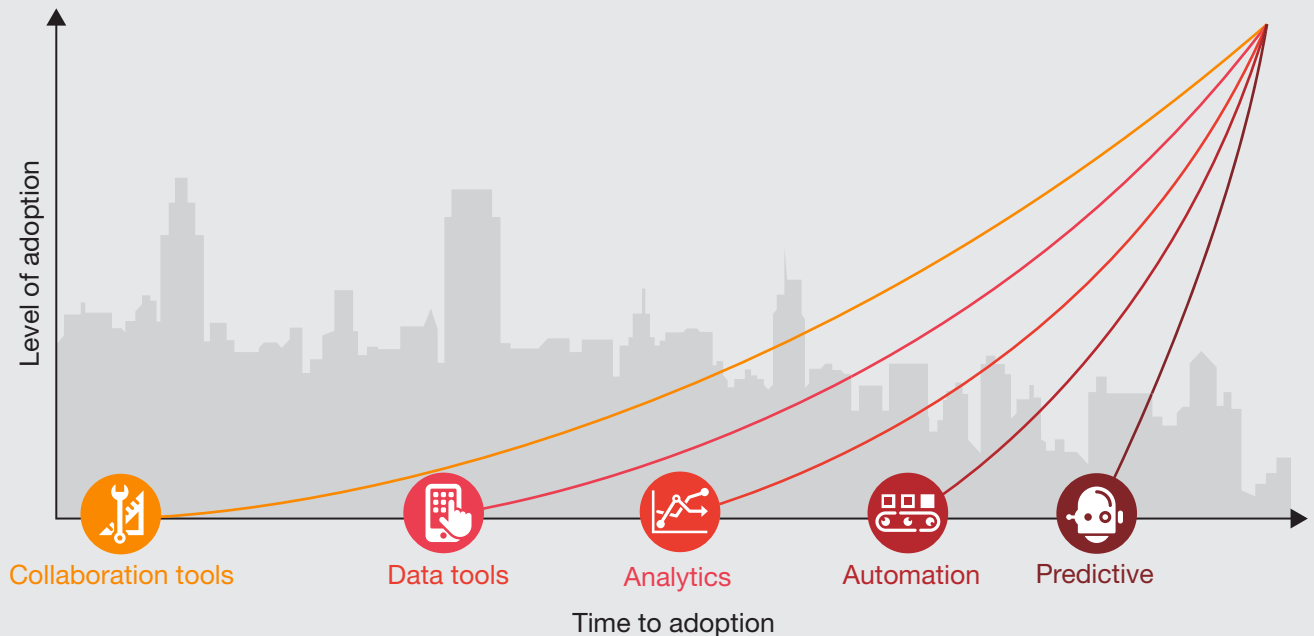 Level of adoption
Collaboration tools
Data tools
Analytics
Automation
Predictive
Time to adoption